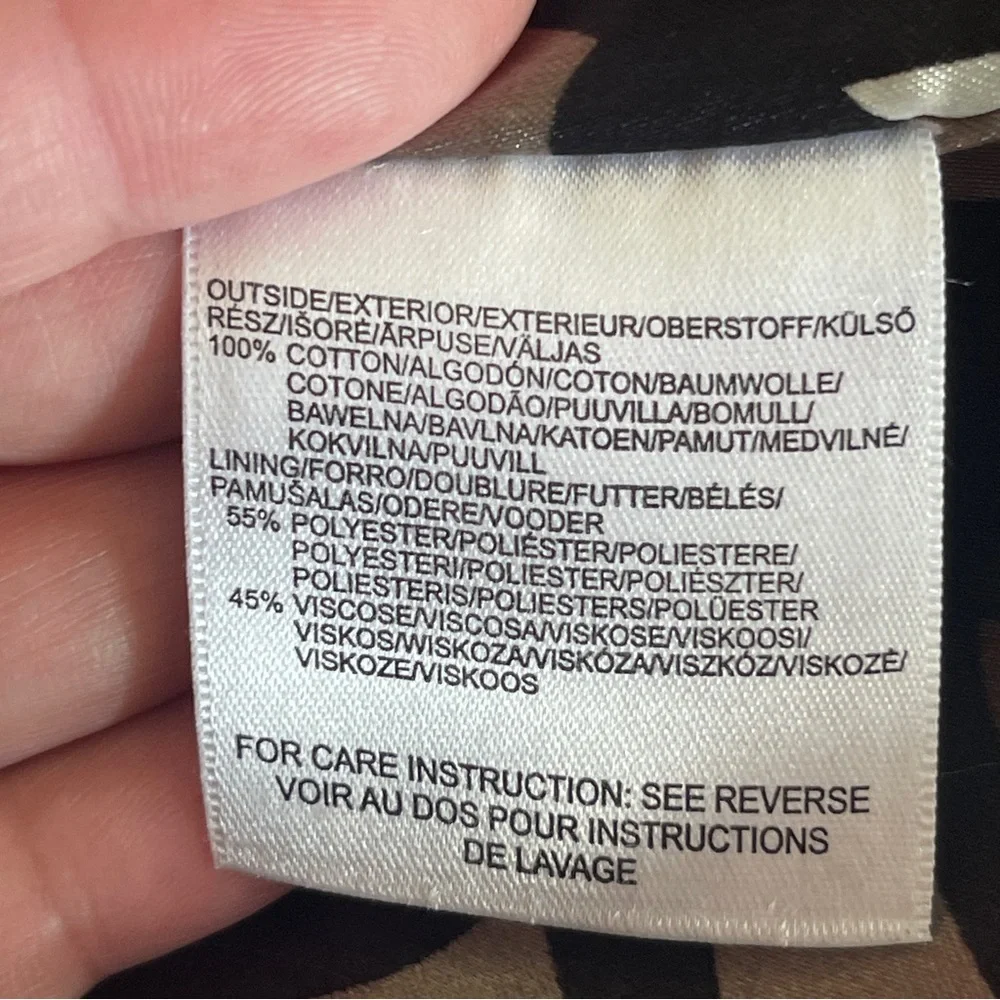 OUTSIDE/EXTERIOR/EXTERIEUR/OBERSTOFF/KÜLSŐ
RÉSZ/IŠORĖ/ĀRPUSE/VÄLJAS
100% COTTON/ALGODÓN/COTON/BAUMWOLLE/
COTONE/ALGODÃO/PUUVILLA/BOMULL/
BAWELNA/BAVLNA/KATOEN/PAMUT/MEDVILNÉ/
KOKVILNA/PUUVILL
LINING/FORRO/DOUBLURE/FUTTER/BÉLÉS/
PAMUŠALAS/ODERE/VOODER
55% POLYESTER/POLIÉSTER/POLIESTERE/
POLYESTERI/POLIESTER/POLIÉSZTER/
POLIESTERIS/POLIESTERS/POLÜESTER
45% VISCOSE/VISCOSA/VISKOSE/VISKOOSI/
VISKOS/WISKOZA/VISKÓZA/VISZKÓZ/VISKOZĖ/
VISKOZE/VISKOOS
FOR CARE INSTRUCTION: SEE REVERSE
VOIR AU DOS POUR INSTRUCTIONS
DE LAVAGE